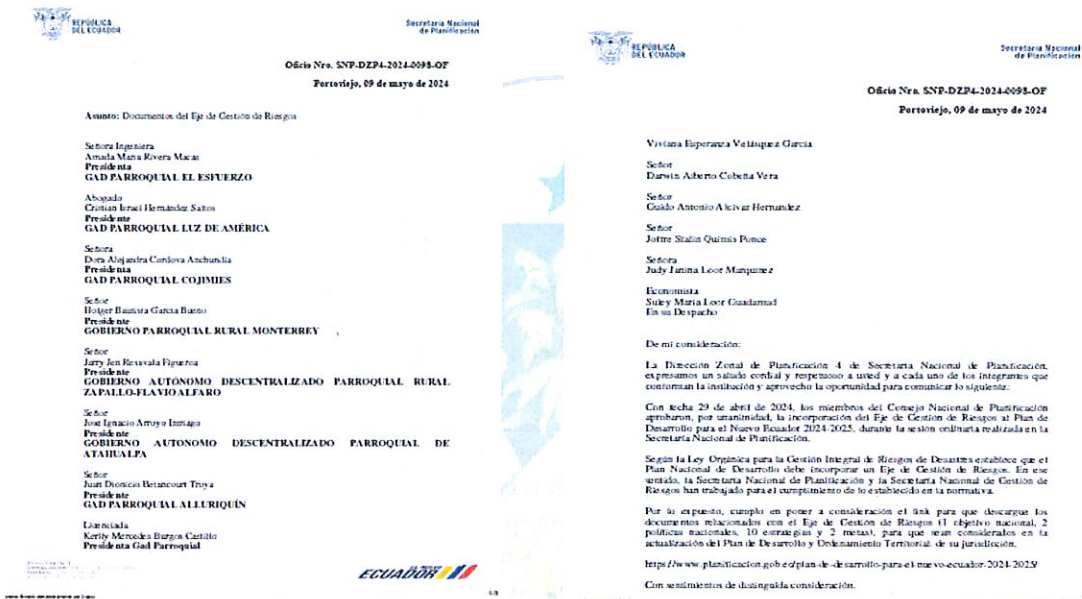 REPÚBLICA
DEL ECUADOR
Secretaría Nacional
de Planificación
Oficio Nro. SNP-DZP4-2024-0098-OF
Portoviejo, 09 de mayo de 2024
Asunto: Documentos del Eje de Gestión de Riesgos
Señora Ingeniera
Amada Maria Rivera Macas
Presidenta
GAD PARROQUIAL EL ESFUERZO
Abogado
Cristian Israel Hernández Saltos
Presidente
GAD PARROQUIAL LUZ DE AMÉRICA
Señora
Dora Alejandra Cordova Anchundia
Presidenta
GAD PARROQUIAL COJIMIES
Señor
Holger Bautista Garcia Bueno
Presidente
GOBIERNO PARROQUIAL RURAL MONTERREY
Señor
Jarry Jen Figueroa
Presidente
GOBIERNO AUTÓNOMO DESCENTRALIZADO PARROQUIAL RURAL
ZAPALLO-FLAVIO ALFARO
Señor
Jose Ignacio Arroyo Intriago
Presidente
GOBIERNO AUTONOMO DESCENTRALIZADO PARROQUIAL DE
ATAHUALPA
Señor
Juan Dionicio Betancourt Troya
Presidente
GAD PARROQUIAL ALLURIQUÍN
Licenciada
Kerlly Mercedes Burgos Castillo
Presidenta Gad Parroquial
ECUADOR
REPÚBLICA
DEL ECUADOR
Secretaría Nacional
de Planificación
Oficio Nro. SNP-DZP4-2024-0098-OF
Portoviejo, 09 de mayo de 2024
Viviana Esperanza Velásquez Garcia
Señor
Darwin Alberto Cobeña Vera
Señor
Guido Antonio Alcivar Hernandez
Señor
Joffre Stalin Quimis Ponce
Señora
Judy Janina Loor Marquinez
Economista
Suley María Loor
En su Despacho
De mi consideración:
La Dirección Zonal de Planificación 4 de Secretaría Nacional de Planificación,
expresamos un saludo cordial y respetuoso a usted y a cada uno de los integrantes que
conforman la institución y aprovecho la oportunidad para comunicar lo siguiente:
Con fecha 29 de abril de 2024, los miembros del Consejo Nacional de Planificación
aprobaron, por unanimidad, la incorporación del Eje de Gestión de Riesgos al Plan de
Desarrollo para el Nuevo Ecuador 2024-2025, durante la sesión ordinaria realizada en la
Secretaría Nacional de Planificación.
Según la Ley Orgánica para la Gestión Integral de Riesgos de Desastres establece que el
Plan Nacional de Desarrollo debe incorporar un Eje de Gestión de Riesgos. En ese
sentido, la Secretaría Nacional de Planificación y la Secretaría Nacional de Gestión de
Riesgos han trabajado para el cumplimiento de lo establecido en la normativa.
Por lo expuesto, cumplo en poner a consideración el link para que descargue los
documentos relacionados con el Eje de Gestión de Riesgos (1 objetivo nacional, 2
políticas nacionales, 10 estrategias y 2 metas), para que sean considerados en la
actualización del Plan de Desarrollo y Ordenamiento Territorial, de su jurisdicción.
https://www.planificacion.gob.ec/plan-de-desarrollo-para-el-nuevo-ecuador-2024-2025/
Con sentimientos de distinguida consideración.